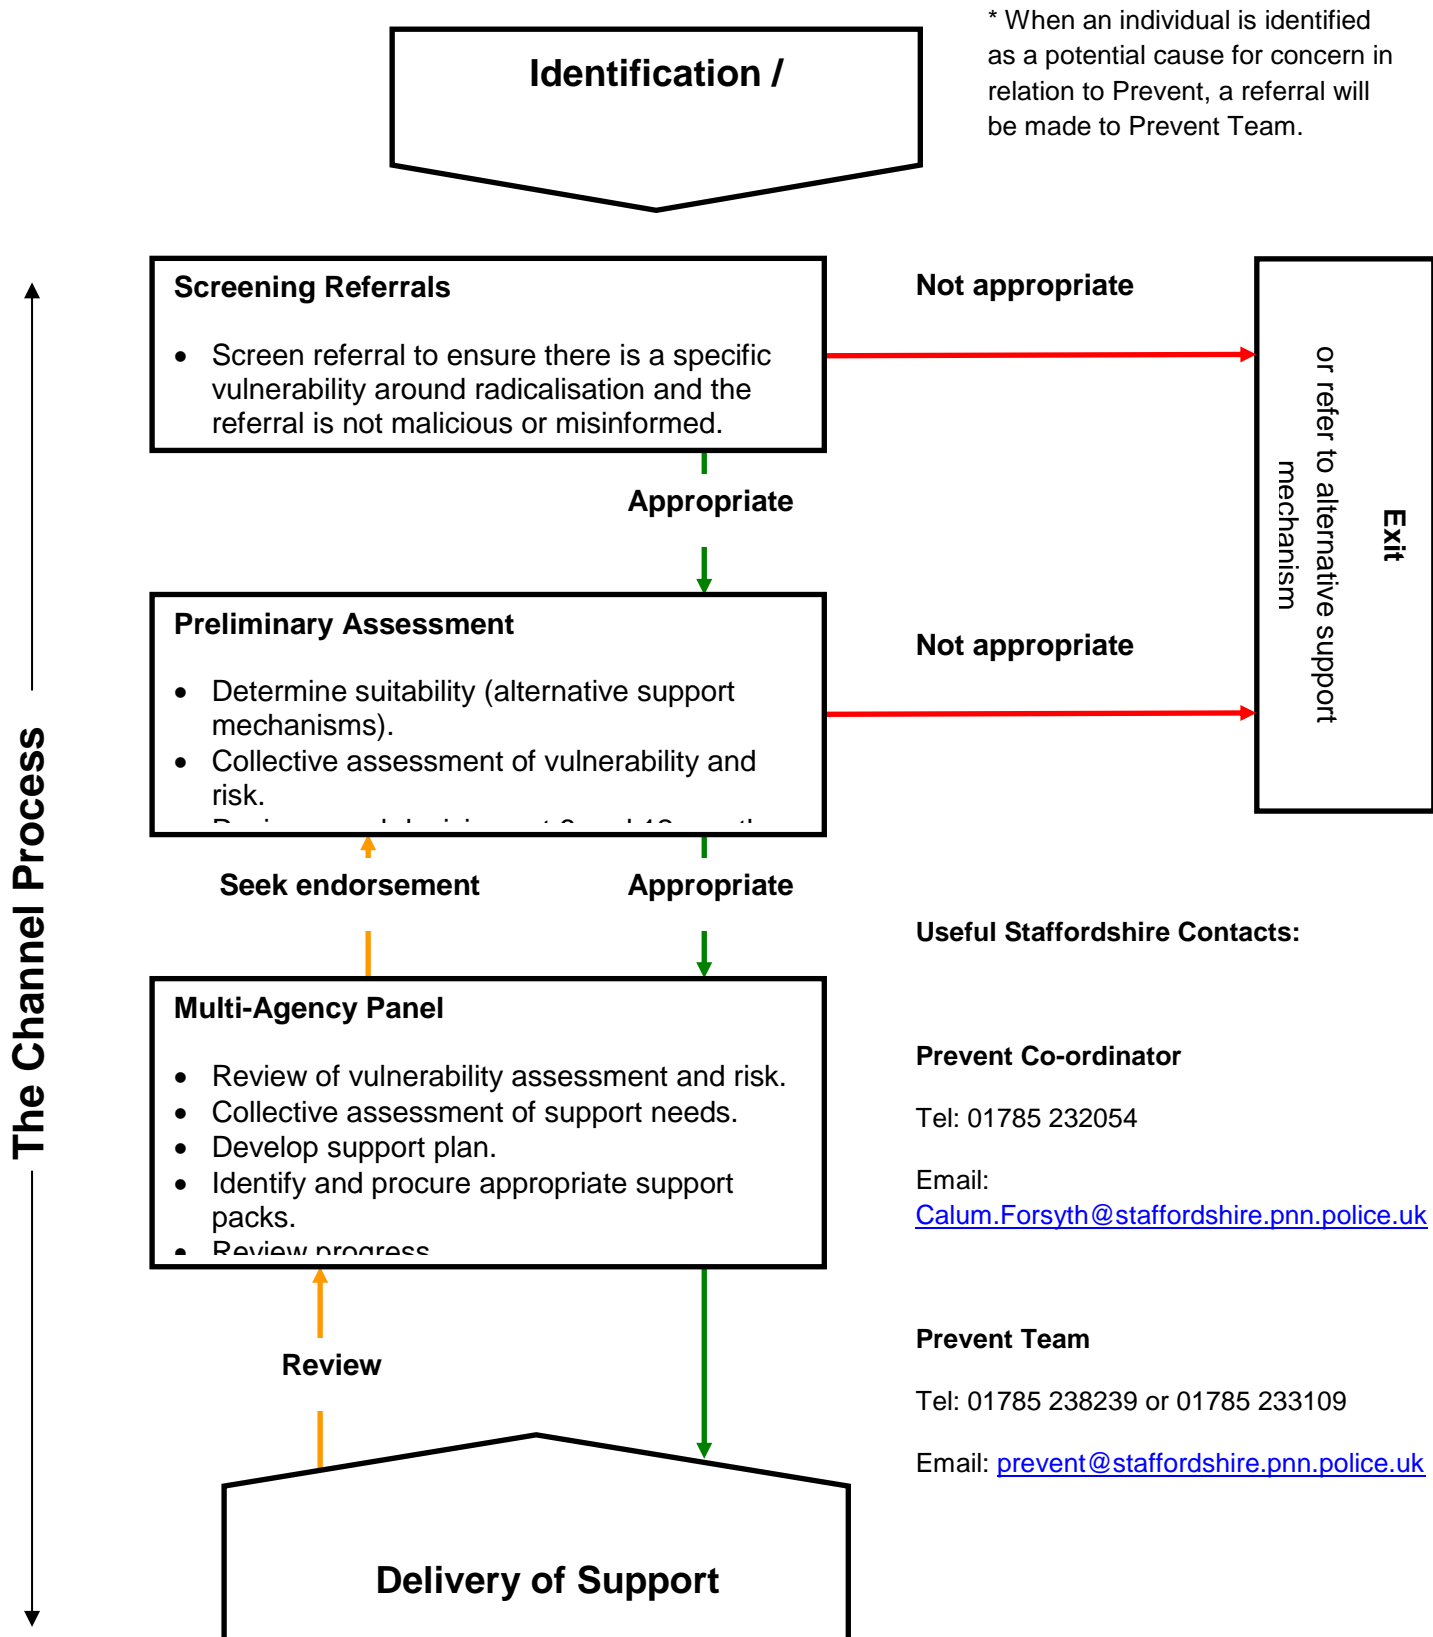 Identification /
* When an individual is identified
as a potential cause for concern in
relation to Prevent, a referral will
be made to Prevent Team.
The Channel Process
Screening Referrals
• Screen referral to ensure there is a specific
vulnerability around radicalisation and the
referral is not malicious or misinformed.
Not appropriate
Exit
or refer to alternative support
mechanism
Appropriate
Preliminary Assessment
• Determine suitability (alternative support
mechanisms).
• Collective assessment of vulnerability and
risk.
Not appropriate
Seek endorsement
Appropriate
Multi-Agency Panel
• Review of vulnerability assessment and risk.
• Collective assessment of support needs.
• Develop support plan.
• Identify and procure appropriate support
packs.
• Review progress
Review
Delivery of Support
Useful Staffordshire Contacts:
Prevent Co-ordinator
Tel: 01785 232054
Email:
Calum.Forsyth@staffordshire.pnn.police.uk
Prevent Team
Tel: 01785 238239 or 01785 233109
Email: prevent@staffordshire.pnn.police.uk